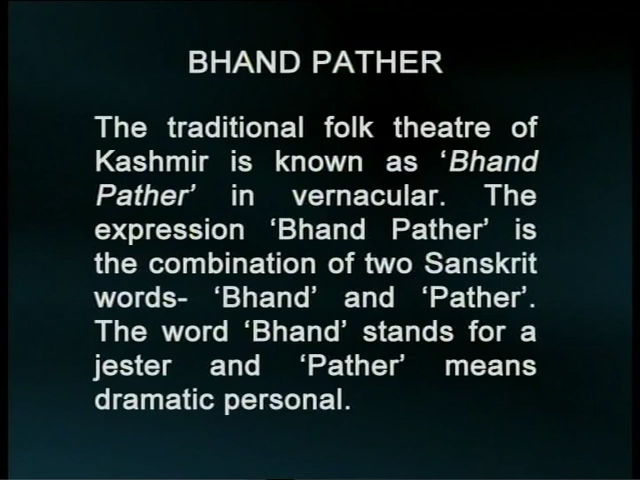 BHAND PATHER
The traditional folk theatre of
Kashmir is known as ‘Bhand
Pather’ in vernacular. The
expression ‘Bhand Pather’ is
the combination of two Sanskrit
words- ‘Bhand’ and ‘Pather’.
The word ‘Bhand’ stands for a
jester and ‘Pather’ means
dramatic personal.